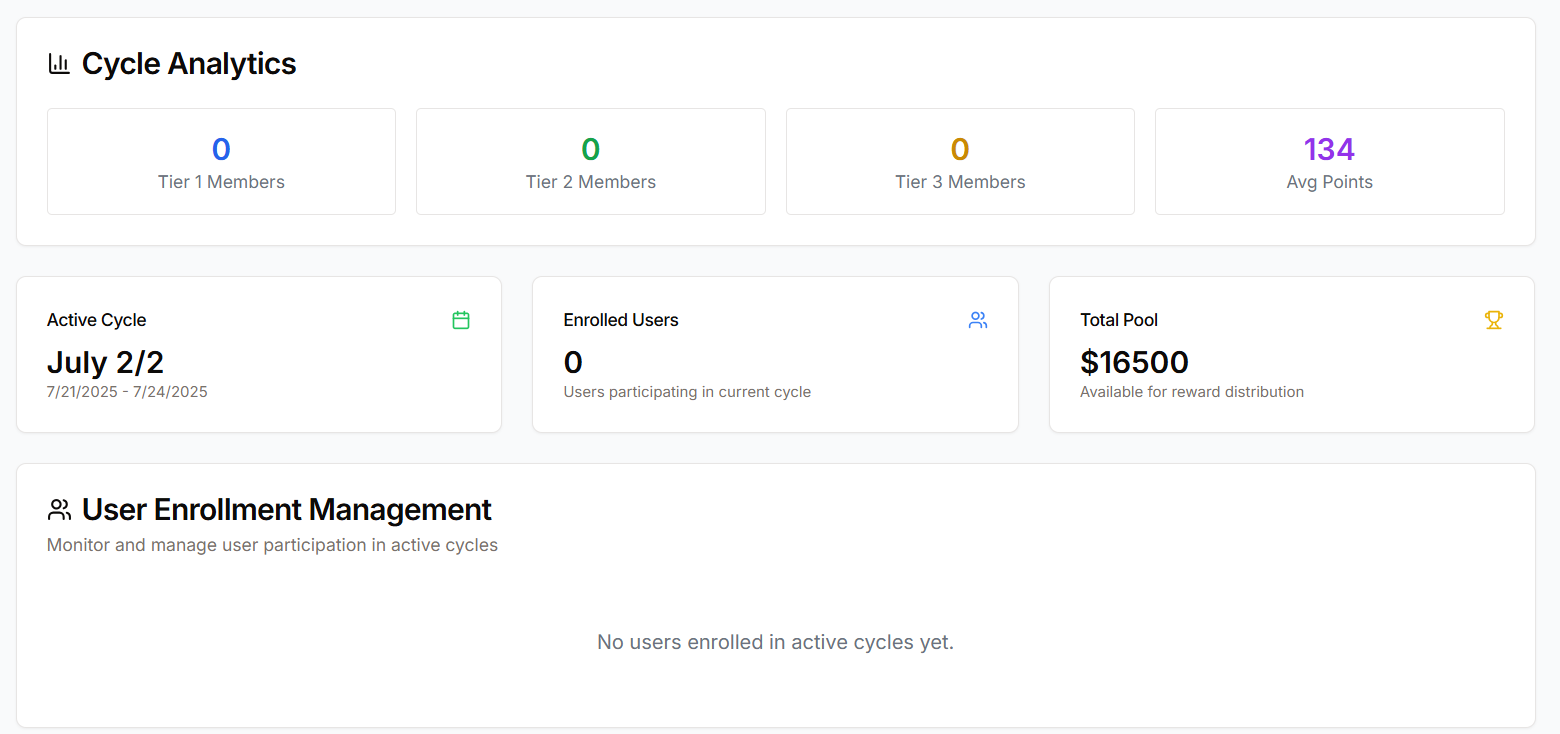 Cycle Analytics
0
Tier 1 Members
0
Tier 2 Members
0
Tier 3 Members
134
Avg Points
Active Cycle
July 2/2
7/21/2025 - 7/24/2025
Enrolled Users
0
Users participating in current cycle
Total Pool
$16500
Available for reward distribution
User Enrollment Management
Monitor and manage user participation in active cycles
No users enrolled in active cycles yet.